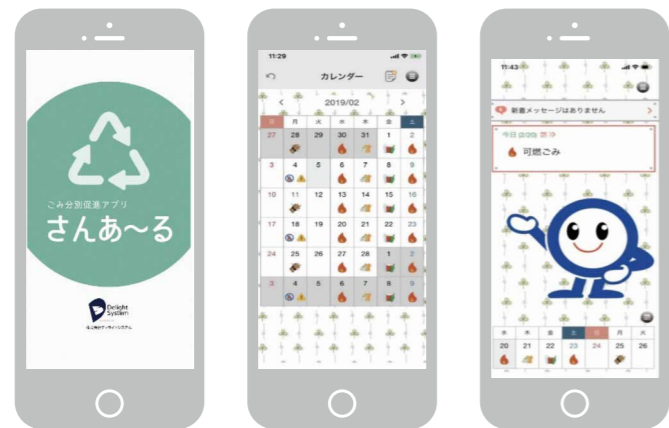 ごみ分別促進アプリ
さんあ〜る
Delight
System
11:29
カレンダー
2019/02
日 月 火 水 木 金 土
27 28 29 30 31 1 2
3 4 5 6 7 8 9
10 11 12 13 14 15 16
17 18 19 20 21 22 23
24 25 26 27 28 1 2
3 4 5 6 7 8 9
11:43
新着メッセージはありません
今日
可燃ごみ
水 木 金 土 日 月 火
20 21 22 23 24 25 26